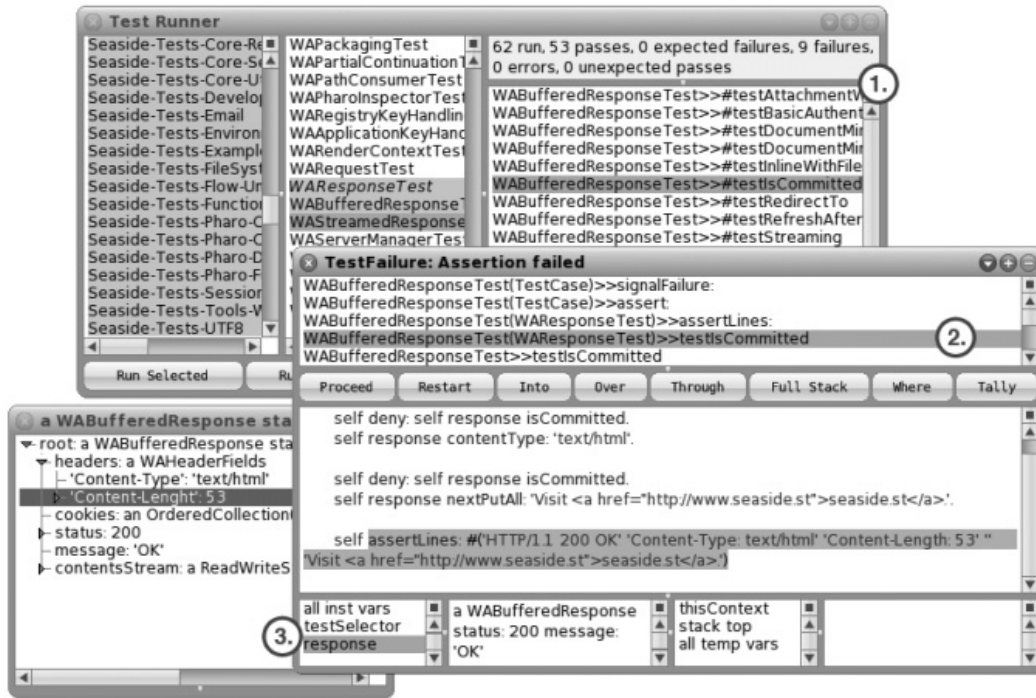 Test Runner
Seaside-Tests-Core-Re
Seaside-Tests-Core-Se
Seaside-Tests-Core-Ut
Seaside-Tests-Develop
Seaside-Tests-Email
Seaside-Tests-Environ
Seaside-Tests-Example
Seaside-Tests-FileSyst
Seaside-Tests-Flow-Un
Seaside-Tests-Function
Seaside-Tests-Pharo-C
Seaside-Tests-Pharo-C
Seaside-Tests-Pharo-D
Seaside-Tests-Pharo-F
Seaside-Tests-Session
Seaside-Tests-Tools-W
Seaside-Tests-UTF8
WAPackagingTest
WAPartialContinuationT
WAPathConsumerTest
WAPharoInspectorTest
WARegistryKeyHandlin
WAApplicationKeyHand
WARenderContextTest
WARequestTest
WAResponseTest
WABufferedResponseT
WAStreamedResponse
WAServerManagerTest
62 run, 53 passes, 0 expected failures, 9 failures,
0 errors, 0 unexpected passes
1.
WABufferedResponseTest>>#testAttachmentW
WABufferedResponseTest>>#testBasicAuthent
WABufferedResponseTest>>#testDocumentMi
WABufferedResponseTest>>#testDocumentMi
WABufferedResponseTest>>#testInlineWithFile
WABufferedResponseTest>>#testIsCommitted
WABufferedResponseTest>>#testRedirectTo
WABufferedResponseTest>>#testRefreshAfter
WABufferedResponseTest>>#testStreaming
Run Selected
Ru
TestFailure: Assertion failed
WABufferedResponseTest(TestCase)>>signalFailure:
WABufferedResponseTest(TestCase)>>assert:
WABufferedResponseTest(WAResponseTest)>>assertLines:
WABufferedResponseTest(WAResponseTest)>>testIsCommitted
WABufferedResponseTest>>testIsCommitted
2.
Proceed Restart Into Over Through Full Stack Where Tally
self deny: self response isCommitted.
self response contentType: 'text/html'.
self deny: self response isCommitted.
self response nextPutAll: 'Visit <a href="http://www.seaside.st">seaside.st</a>.'.
self assertLines: #('HTTP/1.1 200 OK' 'Content-Type: text/html' 'Content-Length: 53' ''
'Visit <a href="http://www.seaside.st">seaside.st</a>.')
a WABufferedResponse sta
root: a WABufferedResponse sta
headers: a WAHeaderFields
'Content-Type': 'text/html'
'Content-Lenght': 53
cookies: an OrderedCollection(
status: 200
message: 'OK'
contentsStream: a ReadWriteS
3.
all inst vars
testSelector
response
a WABufferedResponse
status: 200 message:
'OK'
thisContext
stack top
all temp vars